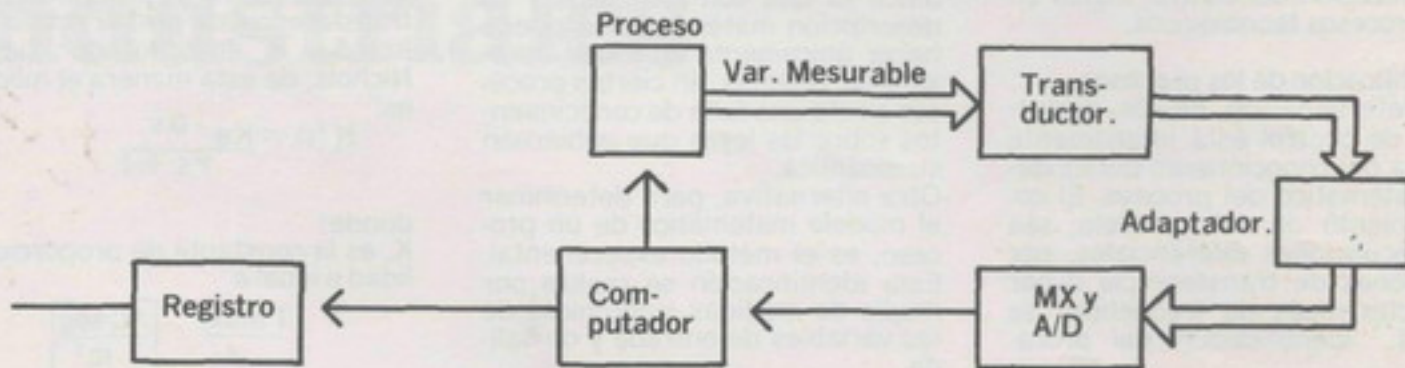 Proceso
Var. Mesurable
Trans-
ductor.
Adaptador.
MX y
A/D
Com-
putador
Registro